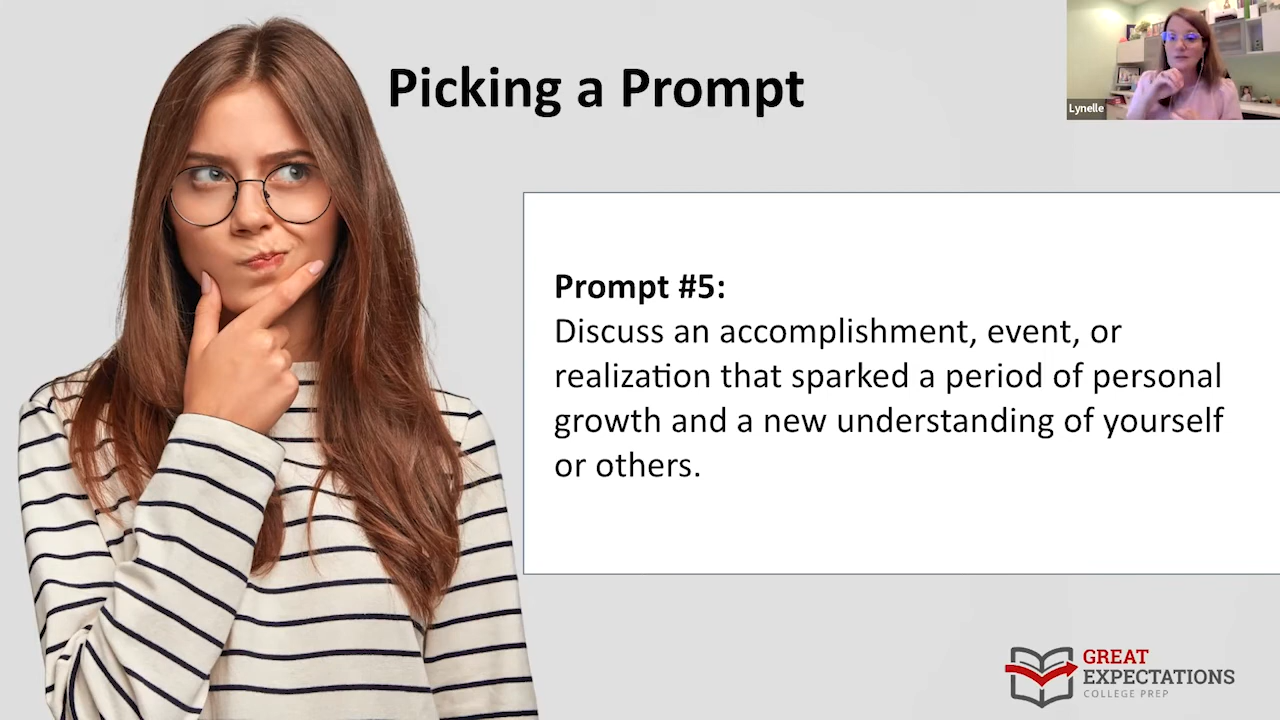 Picking a Prompt
Lynelle
Prompt #5:
Discuss an accomplishment, event, or
realization that sparked a period of personal
growth and a new understanding of yourself
or others.
GREAT
EXPECTATIONS
COLLEGE PREP